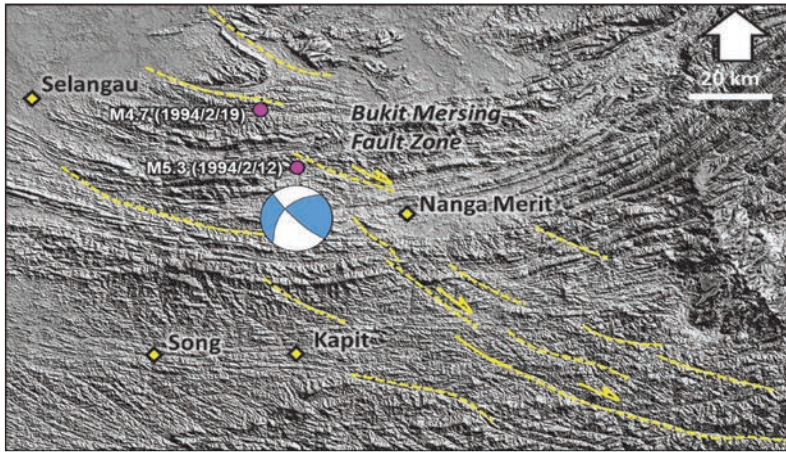 20 km
Selangau
M4.7 (1994/2/19)
Bukit Mersing
Fault Zone
M5.3 (1994/2/12)
Nanga Merit
Song
Kapit